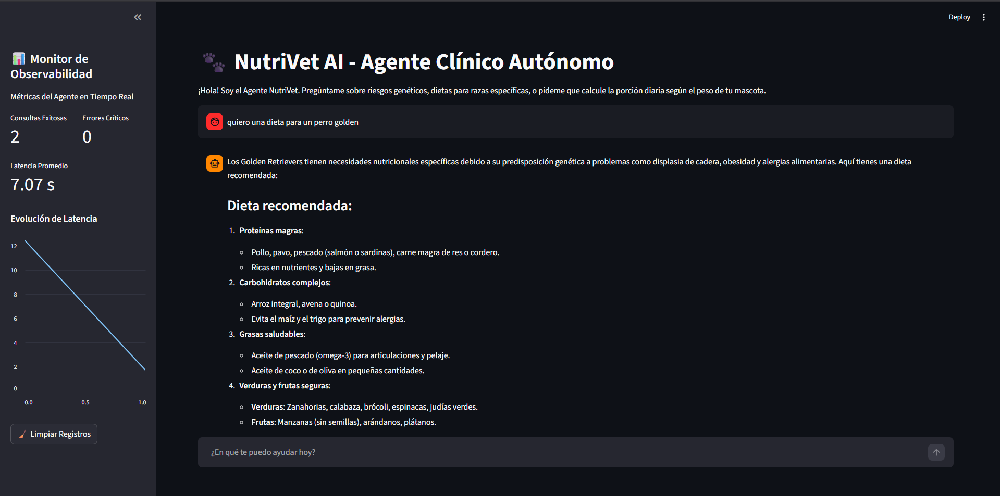 Monitor de
Observabilidad
Métricas del Agente en Tiempo Real
Consultas Exitosas
2
Errores Críticos
0
Latencia Promedio
7.07 s
Evolución de Latencia
12
10
8
6
4
2
0
0.0 0.5 1.0
Limpiar Registros
Deploy
NutriVet AI - Agente Clínico Autónomo
¡Hola! Soy el Agente NutriVet. Pregúntame sobre riesgos genéticos, dietas para razas específicas, o pídeme que calcule la porción diaria según el peso de tu mascota.
quiero una dieta para un perro golden
Los Golden Retrievers tienen necesidades nutricionales específicas debido a su predisposición genética a problemas como displasia de cadera, obesidad y alergias alimentarias. Aquí tienes una dieta
recomendada:
Dieta recomendada:
1. Proteínas magras:
Pollo, pavo, pescado (salmón o sardinas), carne magra de res o cordero.
Ricas en nutrientes y bajas en grasa.
2. Carbohidratos complejos:
Arroz integral, avena o quinoa.
Evita el maíz y el trigo para prevenir alergias.
3. Grasas saludables:
Aceite de pescado (omega-3) para articulaciones y pelaje.
Aceite de coco o de oliva en pequeñas cantidades.
4. Verduras y frutas seguras:
Verduras: Zanahorias, calabaza, brócoli, espinacas, judías verdes.
Frutas: Manzanas (sin semillas), arándanos, plátanos.
¿En qué te puedo ayudar hoy?